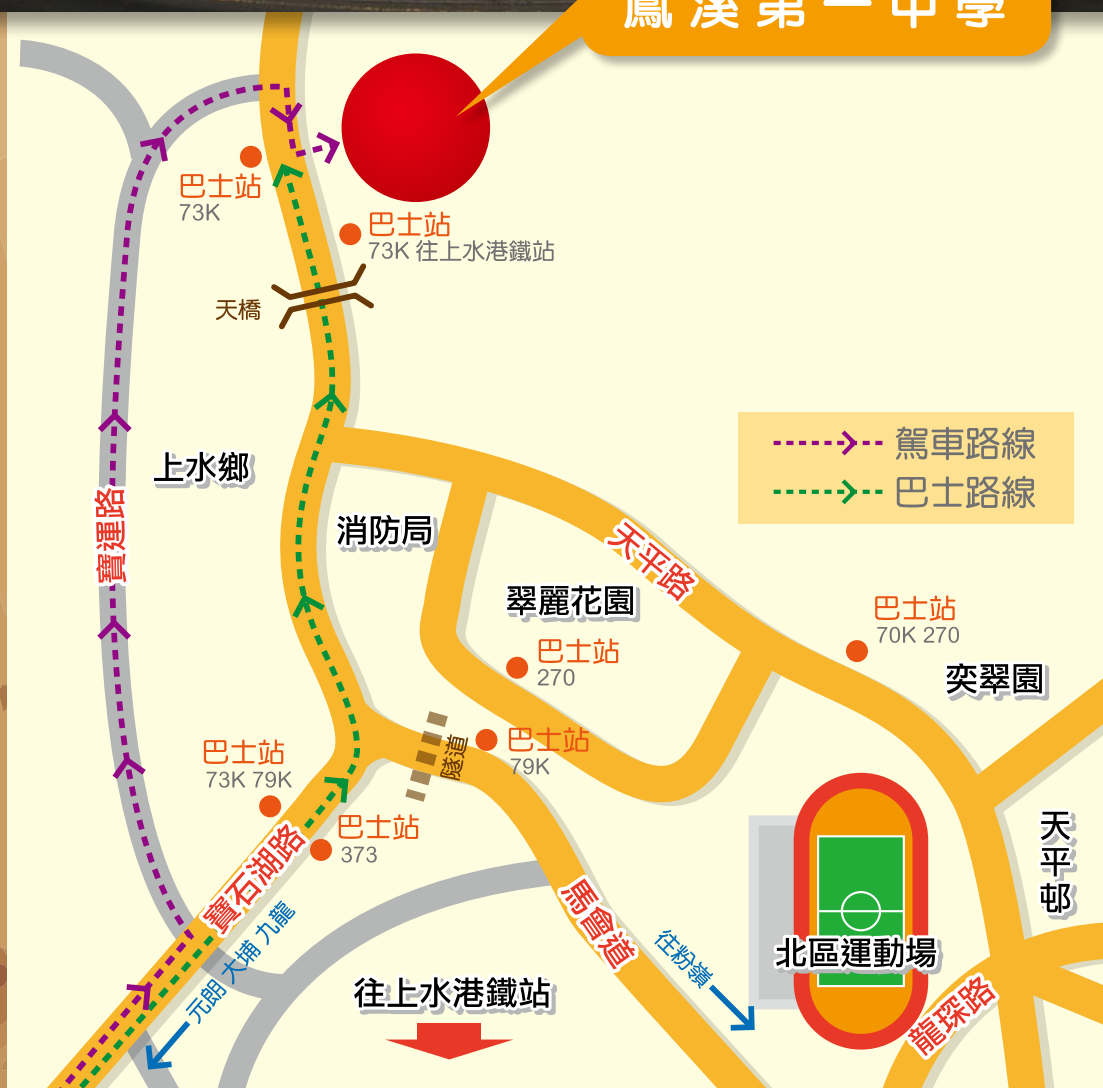 鳳溪第一中學
巴士站
73K
巴士站
73K 往上水港鐵站
天橋
駕車路線
巴士路線
上水鄉
寶運路
消防局
天平路
翠麗花園
巴士站
270
巴士站
70K 270
奕翠園
巴士站
73K 79K
隧道
巴士站
79K
巴士站
373
寶石湖路
元朗 大埔 九龍
馬會道
往粉嶺
往上水港鐵站
天平邨
北區運動場
龍琛路